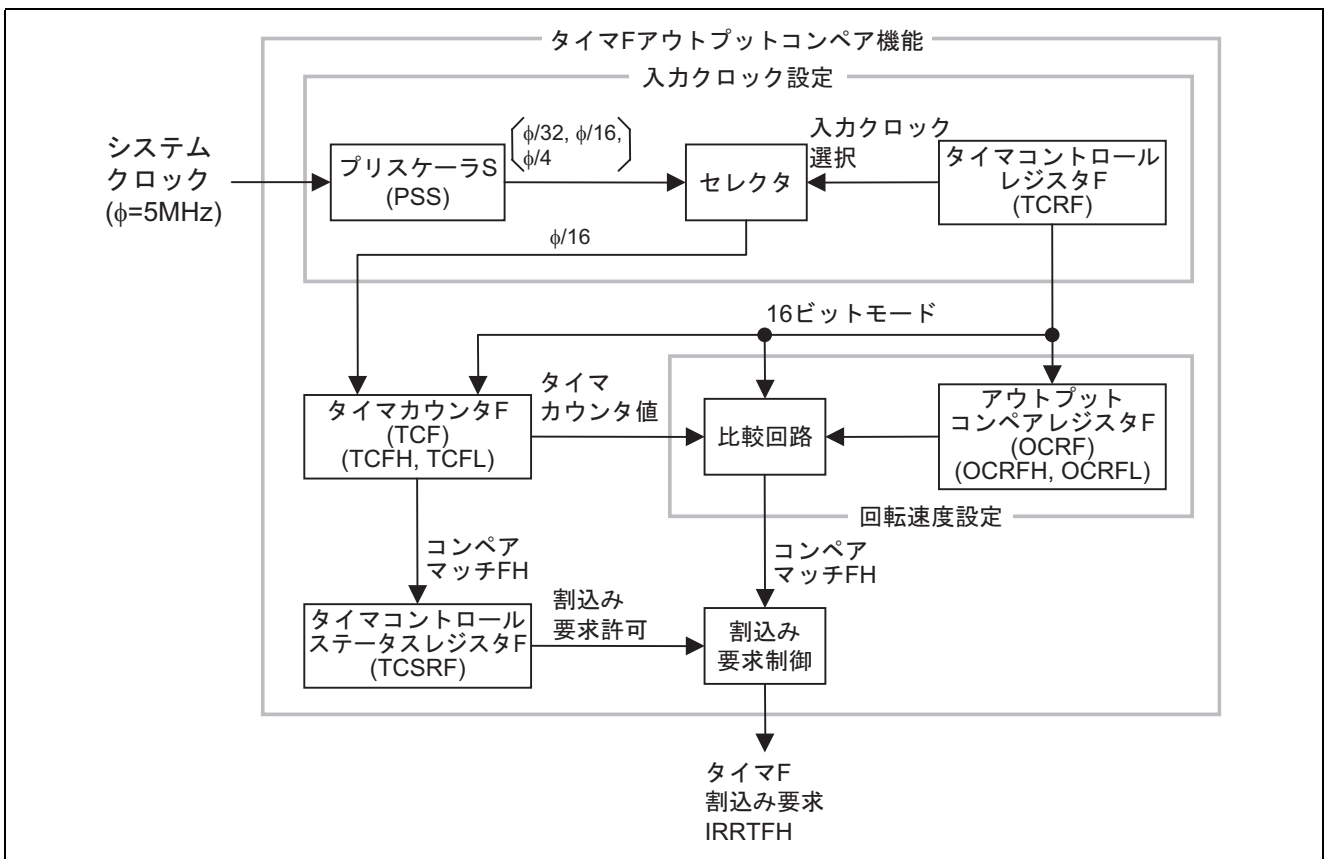 タイマFアウトプットコンペア機能
入力クロック設定
システム
クロック
(ϕ=5MHz)
プリスケーラS
(PSS)
ϕ/32, ϕ/16,
ϕ/4
セレクタ
入力クロック
選択
タイマコントロール
レジスタF
(TCRF)
ϕ/16
16ビットモード
タイマカウンタF
(TCF)
(TCFH, TCFL)
タイマ
カウンタ値
比較回路
アウトプット
コンペアレジスタF
(OCRF)
(OCRFH, OCRFL)
回転速度設定
コンペア
マッチFH
コンペア
マッチFH
タイマコントロール
ステータスレジスタF
(TCSRF)
割込み
要求許可
割込み
要求制御
タイマF
割込み要求
IRRTFH